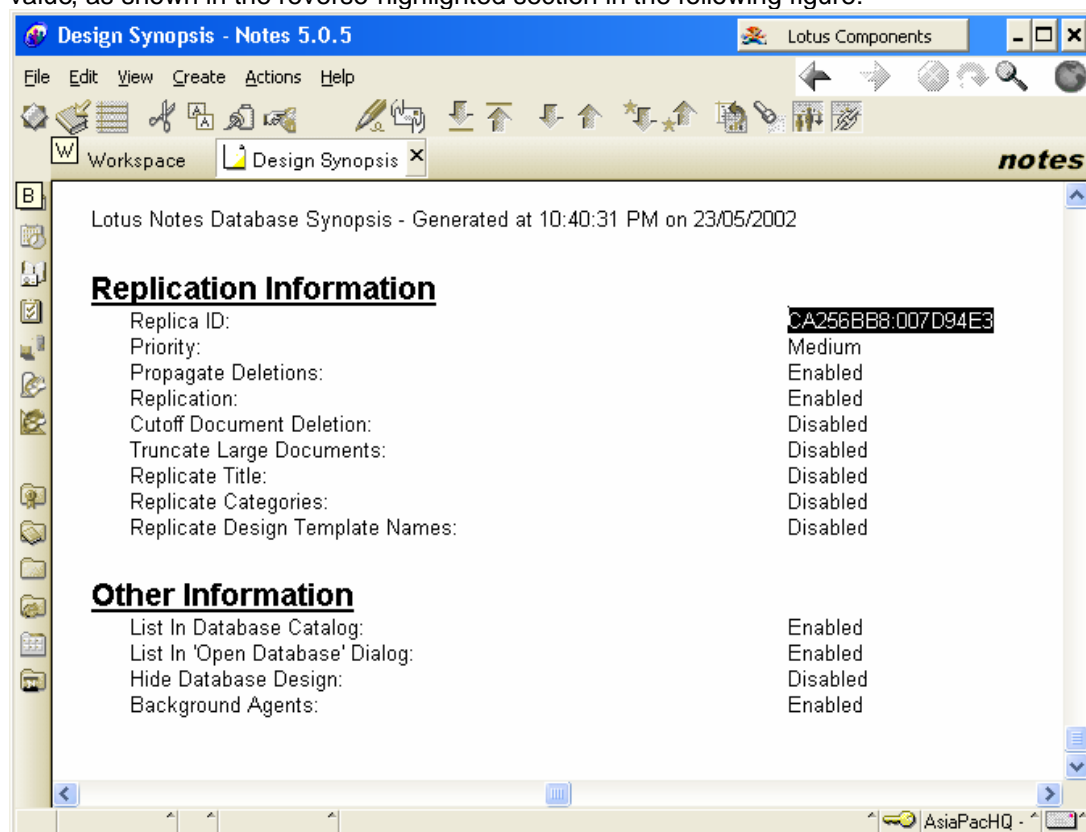 value, as shown in the reverse-highlighted section in the following figure.
Design Synopsis - Notes 5.0.5
Lotus Components
File Edit View Create Actions Help
W Workspace Design Synopsis
notes
B
Lotus Notes Database Synopsis - Generated at 10:40:31 PM on 23/05/2002
Replication Information
Replica ID: CA256BB8:007D94E3
Priority: Medium
Propagate Deletions: Enabled
Replication: Enabled
Cutoff Document Deletion: Disabled
Truncate Large Documents: Disabled
Replicate Title: Disabled
Replicate Categories: Disabled
Replicate Design Template Names: Disabled
Other Information
List In Database Catalog: Enabled
List In 'Open Database' Dialog: Enabled
Hide Database Design: Disabled
Background Agents: Enabled
AsiaPacHQ -